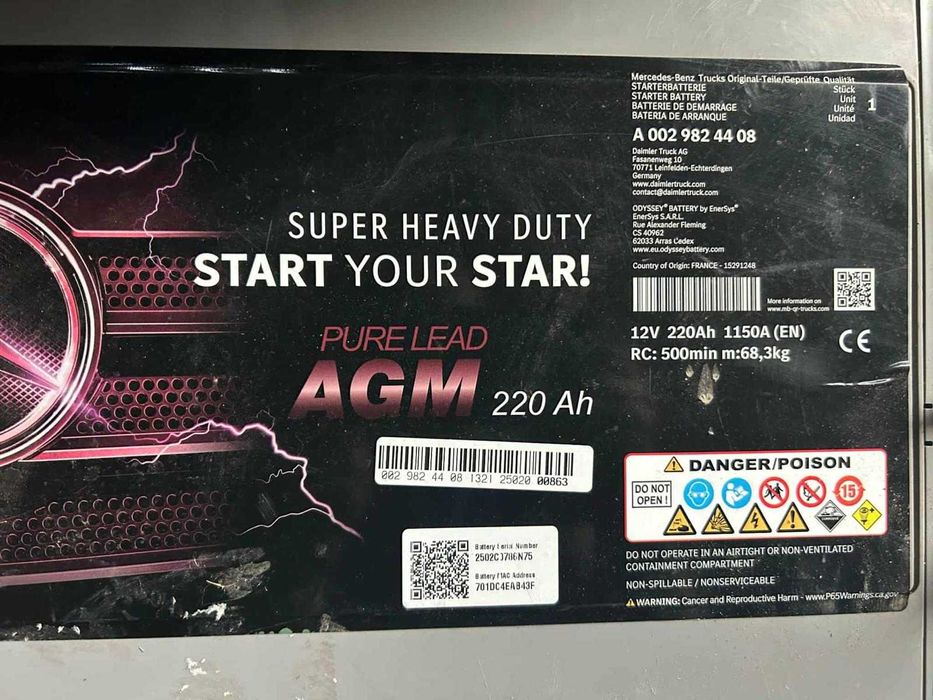 SUPER HEAVY DUTY
START YOUR STAR!
PURE LEAD
AGM 220 Ah
002 982 44 08 1321 25020 00863
Battery Serial Number
Battery MAC Address
701DC4EAB43F
Mercedes-Benz Trucks Original-Teile/Geprüfte Qualität
STARTERBATTERIE Stück
STARTER BATTERY Unit
BATTERIE DE DEMARRAGE Unité 1
BATERIA DE ARRANQUE Unidad
A 002 982 44 08
Daimler Truck AG
Fasanenweg 10
70771 Leinfelden-Echterdingen
Germany
www.daimlertruck.com
contact@daimlertruck.com
ODYSSEY® BATTERY by EnerSys®
EnerSys S.A.R.L.
Rue Alexander Fleming
CS 40962
62033 Arras Cedex
www.eu.odysseybattery.com
Country of Origin: FRANCE - 15291248
More information on
www.mb-qr-trucks.com
12V 220Ah 1150A (EN)
RC: 500min m:68,3kg
CE
DANGER/POISON
DO NOT
OPEN !
15
CORROSIVE
DO NOT OPERATE IN AN AIRTIGHT OR NON-VENTILATED
CONTAINMENT COMPARTMENT
NON-SPILLABLE / NONSERVICEABLE
WARNING: Cancer and Reproductive Harm - www.P65Warnings.ca.gov